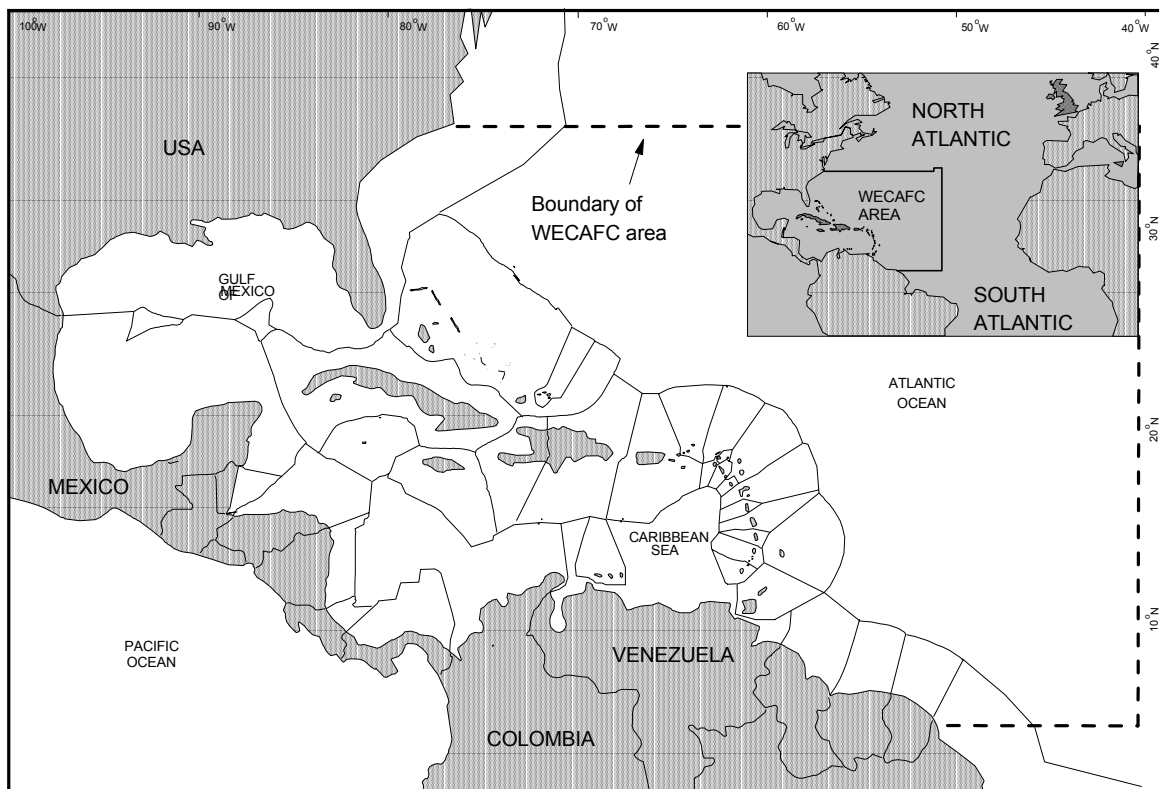 100°W
90°W
80°W
70°W
60°W
50°W
40°W
40°N
30°N
20°N
10°N
NORTH
ATLANTIC
WECAFC
AREA
SOUTH
ATLANTIC
USA
Boundary of
WECAFC area
GULF
OF
MEXICO
ATLANTIC
OCEAN
MEXICO
CARIBBEAN
SEA
PACIFIC
OCEAN
VENEZUELA
COLOMBIA